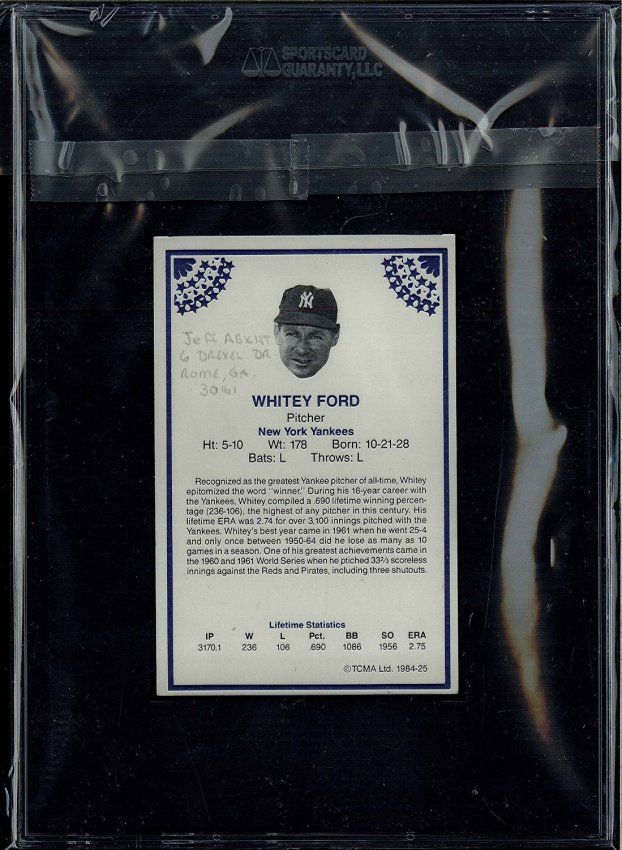 SPORTSCARD
GUARANTY, LLC
NY
Jeff
6 DREXEL DR
ROME, GA.
30161
WHITEY FORD
Pitcher
New York Yankees
Ht: 5-10 Wt: 178 Born: 10-21-28
Bats: L Throws: L
Recognized as the greatest Yankee pitcher of all-time, Whitey
epitomized the word "winner." During his 16-year career with
the Yankees, Whitey compiled a .690 lifetime winning percen-
tage (236-106), the highest of any pitcher in this century. His
lifetime ERA was 2.74 for over 3,100 innings pitched with the
Yankees. Whitey's best year came in 1961 when he went 25-4
and only once between 1950-64 did he lose as many as 10
games in a season. One of his greatest achievements came in
the 1960 and 1961 World Series when he pitched 33⅔ scoreless
innings against the Reds and Pirates, including three shutouts.
Lifetime Statistics
IP W L Pct. BB SO ERA
3170.1 236 106 .690 1086 1956 2.75
©TCMA Ltd. 1984-25